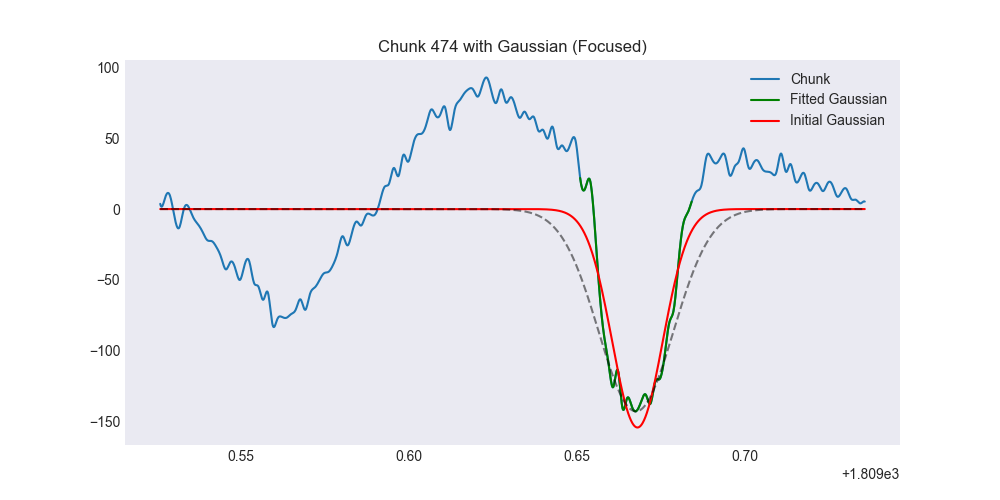 Chunk 474 with Gaussian (Focused)
100
50
0
−50
−100
−150
Chunk
Fitted Gaussian
Initial Gaussian
0.55 0.60 0.65 0.70
+1.809e3